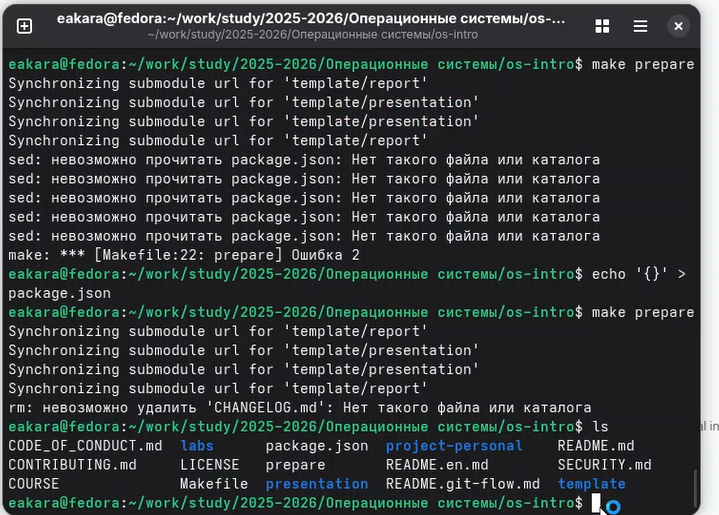 eakara@fedora:~/work/study/2025-2026/Операционные системы/os-...
~/work/study/2025-2026/Операционные системы/os-intro
eakara@fedora:~/work/study/2025-2026/Операционные системы/os-intro$ make prepare
Synchronizing submodule url for 'template/report'
Synchronizing submodule url for 'template/presentation'
Synchronizing submodule url for 'template/presentation'
Synchronizing submodule url for 'template/report'
sed: невозможно прочитать package.json: Нет такого файла или каталога
sed: невозможно прочитать package.json: Нет такого файла или каталога
sed: невозможно прочитать package.json: Нет такого файла или каталога
sed: невозможно прочитать package.json: Нет такого файла или каталога
sed: невозможно прочитать package.json: Нет такого файла или каталога
make: *** [Makefile:22: prepare] Ошибка 2
eakara@fedora:~/work/study/2025-2026/Операционные системы/os-intro$ echo '{}' >
package.json
eakara@fedora:~/work/study/2025-2026/Операционные системы/os-intro$ make prepare
Synchronizing submodule url for 'template/report'
Synchronizing submodule url for 'template/presentation'
Synchronizing submodule url for 'template/presentation'
Synchronizing submodule url for 'template/report'
rm: невозможно удалить 'CHANGELOG.md': Нет такого файла или каталога
eakara@fedora:~/work/study/2025-2026/Операционные системы/os-intro$ ls
CODE_OF_CONDUCT.md labs package.json project-personal README.md
CONTRIBUTING.md LICENSE prepare README.en.md SECURITY.md
COURSE Makefile presentation README.git-flow.md template
eakara@fedora:~/work/study/2025-2026/Операционные системы/os-intro$